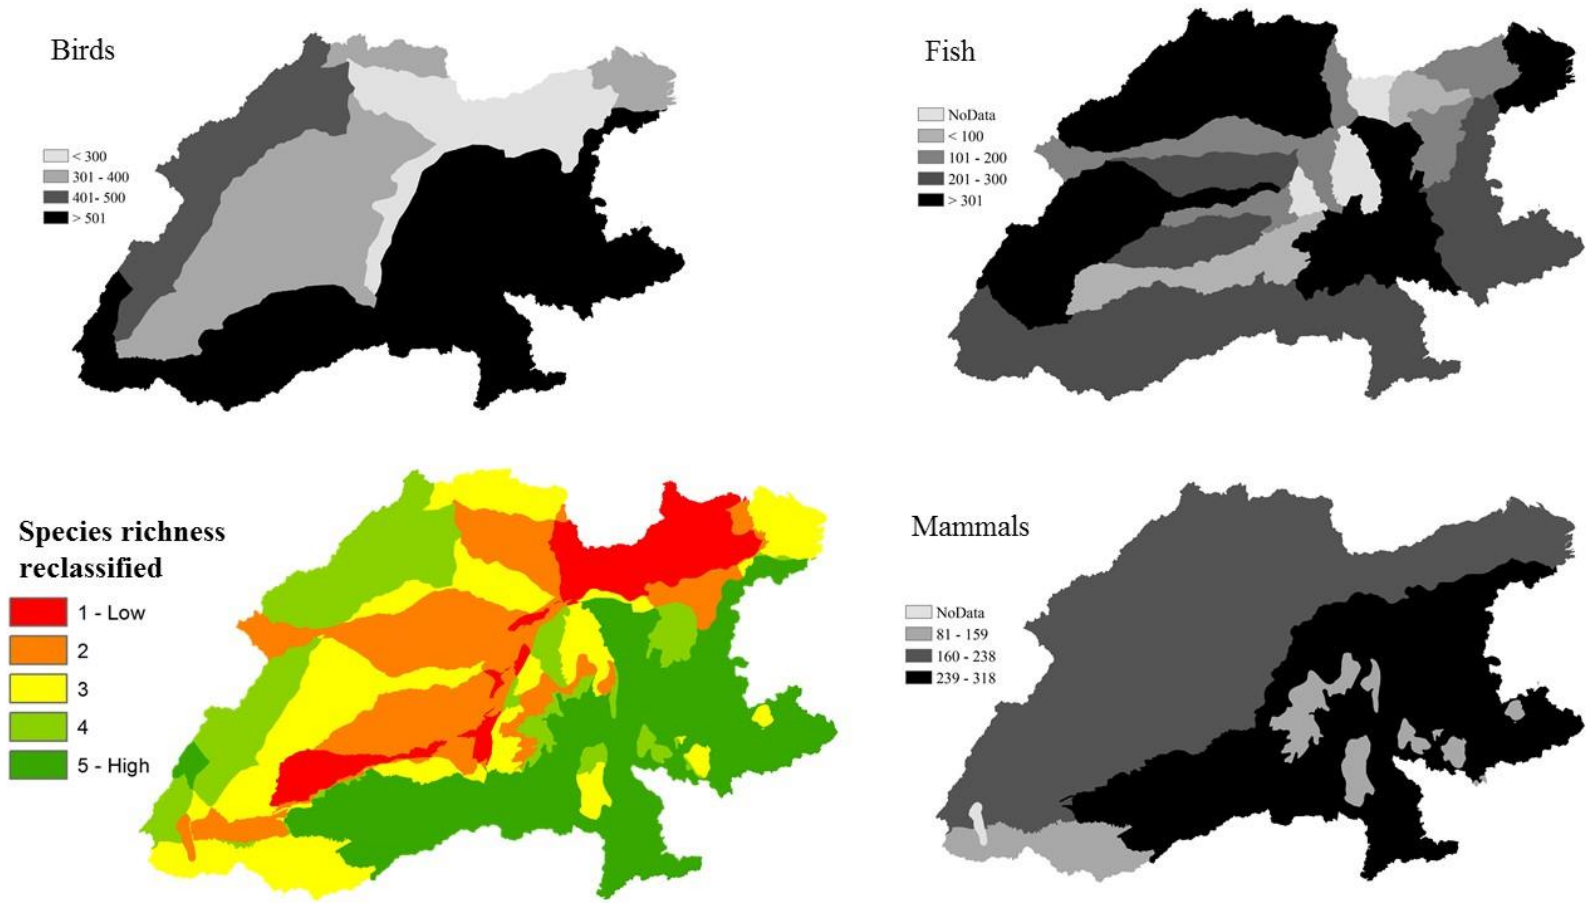 Birds
< 300
301 - 400
401- 500
> 501
Fish
NoData
< 100
101 - 200
201 - 300
> 301
Species richness
reclassified
1 - Low
2
3
4
5 - High
Mammals
NoData
81 - 159
160 - 238
239 - 318